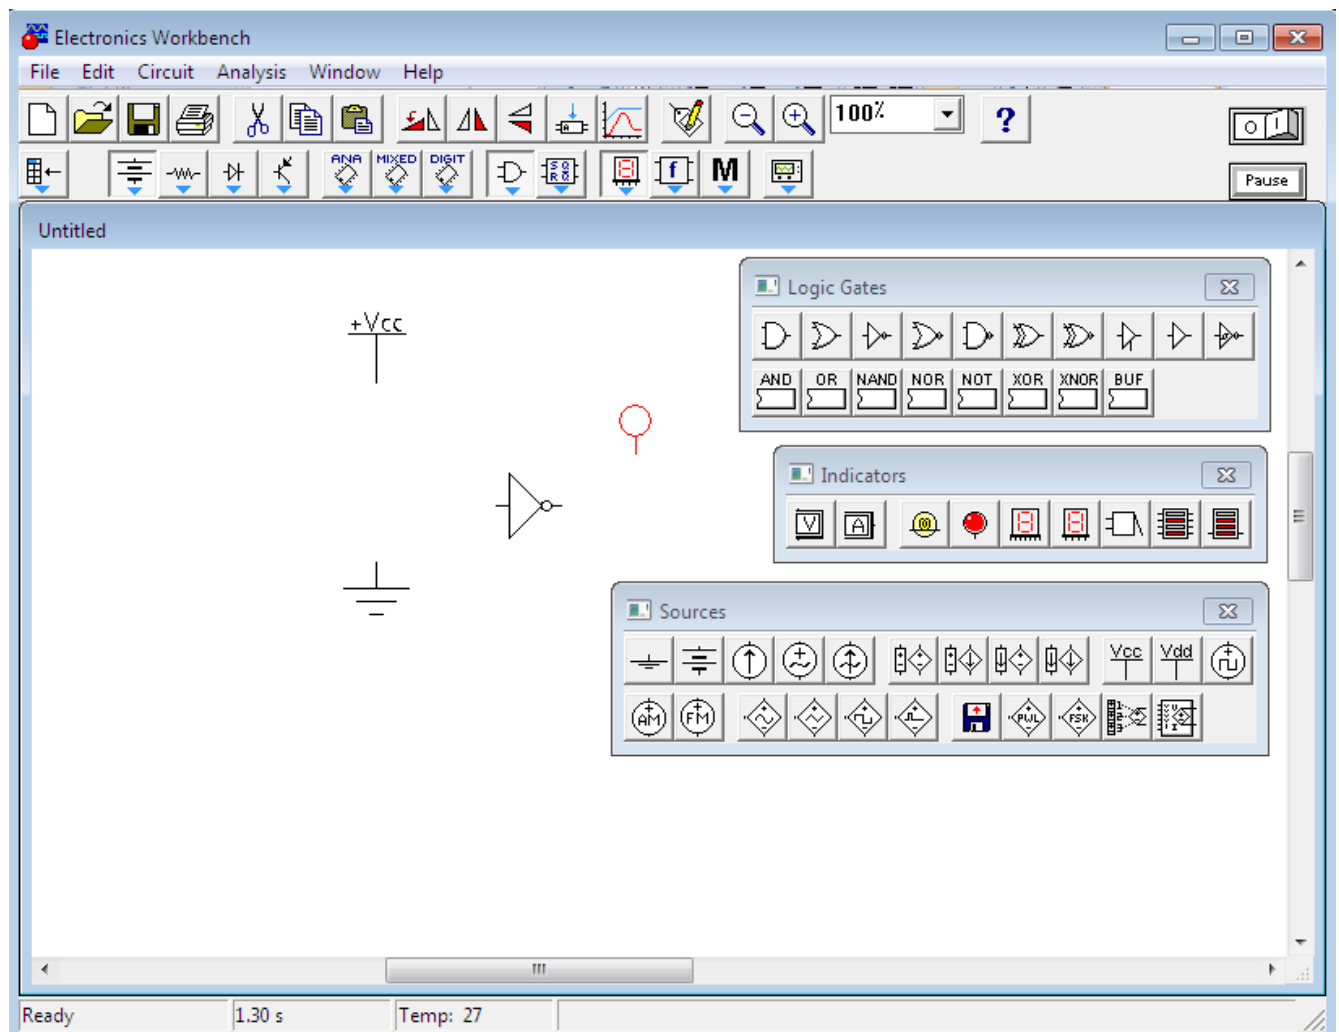 Electronics Workbench
File Edit Circuit Analysis Window Help
100% ?
0 1
ANA MIXED DIGIT f M
Pause
Untitled
+Vcc
Logic Gates
AND OR NAND NOR NOT XOR XNOR BUF
Indicators
V A
Sources
Vcc Vdd
AM FM PWL FSK
Ready 1.30 s Temp: 27